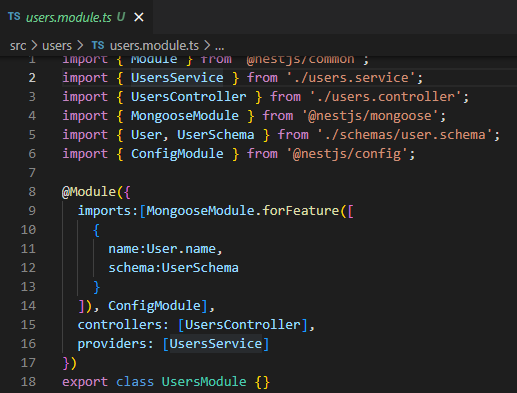 TS users.module.ts U X
src > users > TS users.module.ts > ...
1 import { Module } from '@nestjs/common';
2 import { UsersService } from './users.service';
3 import { UsersController } from './users.controller';
4 import { MongooseModule } from '@nestjs/mongoose';
5 import { User, UserSchema } from './schemas/user.schema';
6 import { ConfigModule } from '@nestjs/config';
7
8 @Module({
9   imports:[MongooseModule.forFeature([
10     {
11       name:User.name,
12       schema:UserSchema
13     }
14   ]), ConfigModule],
15   controllers: [UsersController],
16   providers: [UsersService]
17 })
18 export class UsersModule {}